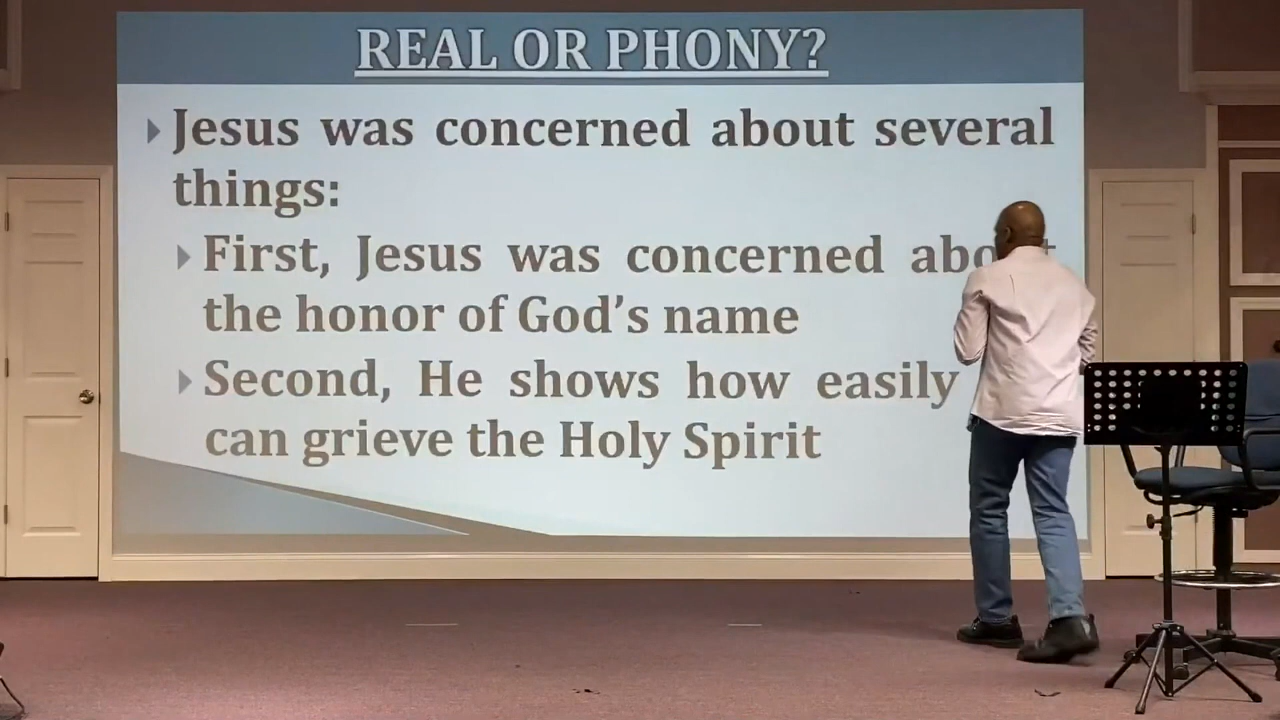 REAL OR PHONY?
Jesus was concerned about several
things:
First, Jesus was concerned
the honor of God's name
Second, He shows how easily
can grieve the Holy Spirit